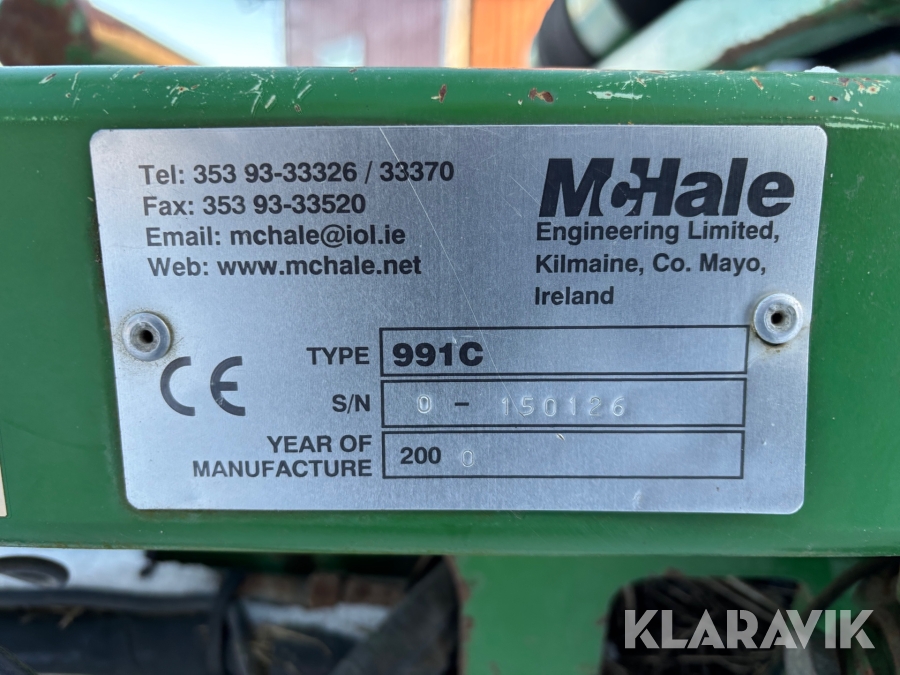 Tel: 353 93-33326 / 33370
Fax: 353 93-33520
Email: mchale@iol.ie
Web: www.mchale.net
McHale
Engineering Limited,
Kilmaine, Co. Mayo,
Ireland
CE
TYPE 991C
S/N 0 - 150126
YEAR OF
MANUFACTURE 200 0
KLARAVIK